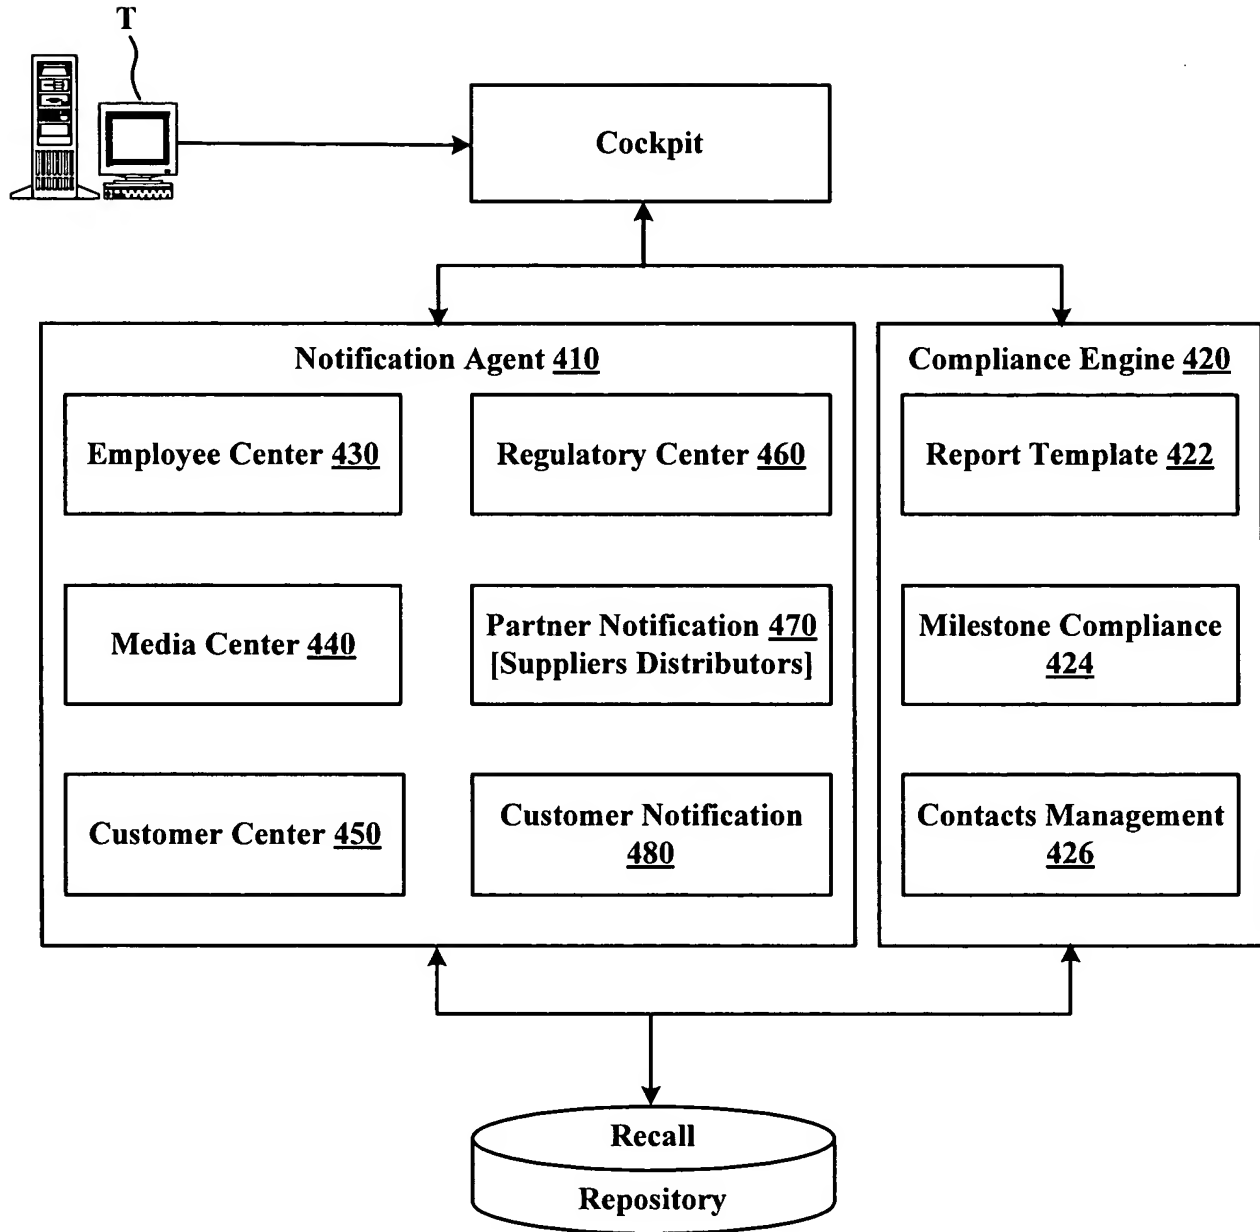 T
Cockpit
Notification Agent 410
Compliance Engine 420
Employee Center 430
Regulatory Center 460
Report Template 422
Media Center 440
Partner Notification 470
[Suppliers Distributors]
Milestone Compliance
424
Customer Center 450
Customer Notification
480
Contacts Management
426
Recall
Repository